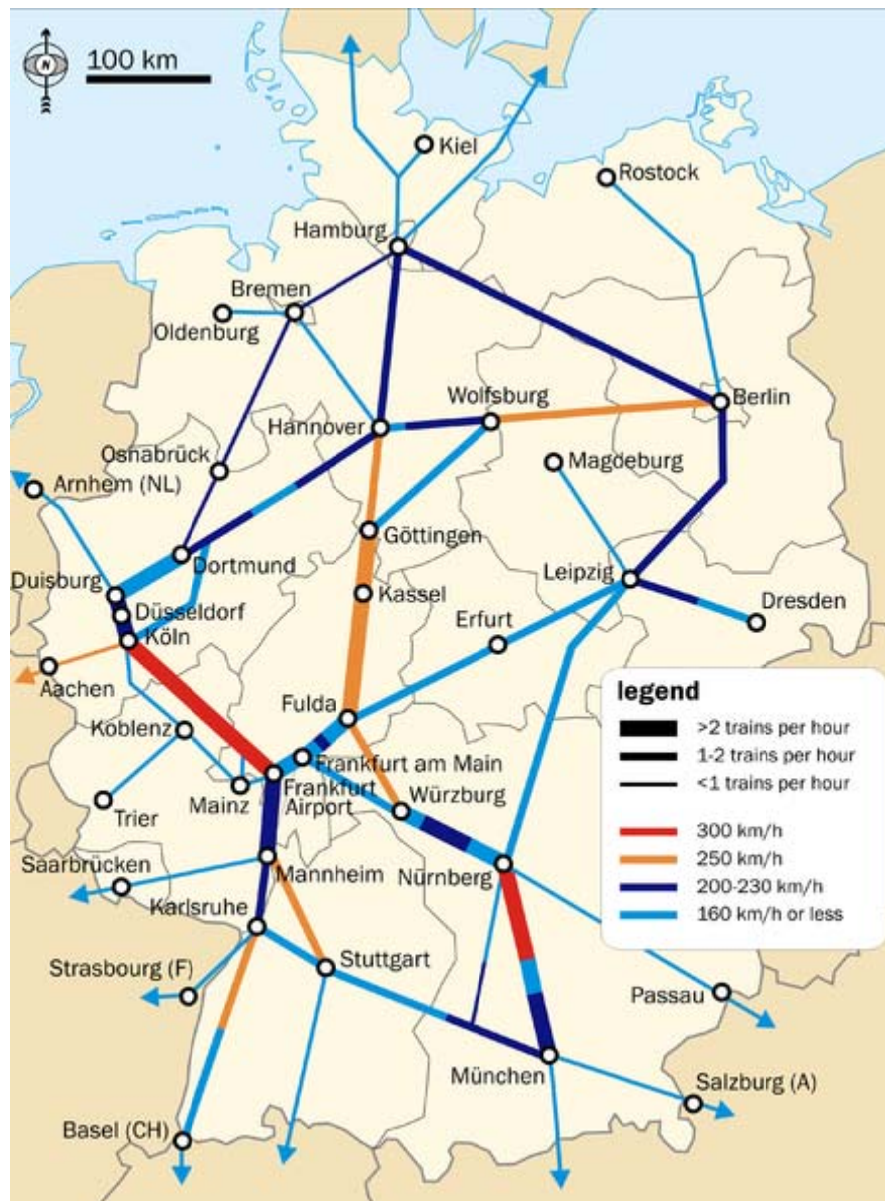 N
100 km
Kiel
Rostock
Hamburg
Bremen
Oldenburg
Wolfsburg
Berlin
Hannover
Osnabrück
Magdeburg
Arnhem (NL)
Göttingen
Dortmund
Leipzig
Duisburg
Kassel
Düsseldorf
Erfurt
Dresden
Köln
Aachen
legend
Fulda
>2 trains per hour
Koblenz
1-2 trains per hour
Frankfurt am Main
<1 trains per hour
Mainz
Frankfurt
Airport
Würzburg
Trier
300 km/h
250 km/h
Saarbrücken
Mannheim
Nürnberg
200-230 km/h
Karlsruhe
160 km/h or less
Strasbourg (F)
Stuttgart
Passau
München
Salzburg (A)
Basel (CH)